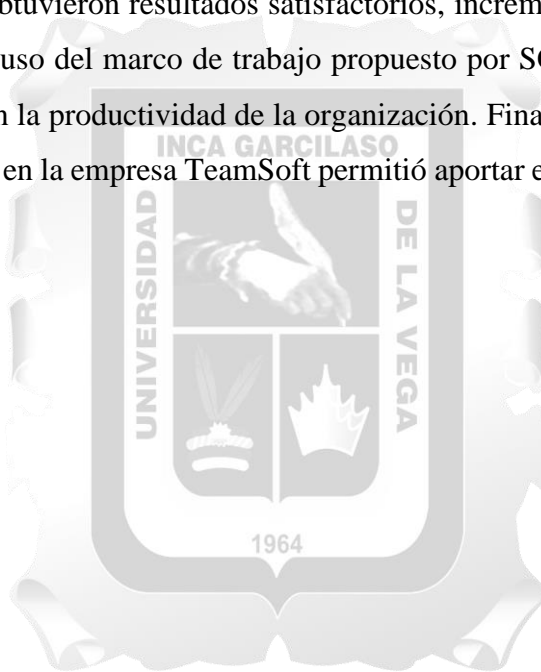 obtuvieron resultados satisfactorios, increm
uso del marco de trabajo propuesto por
la productividad de la organización. Fina
en la empresa TeamSoft permitió aportar
INCA GARCILASO
UNIVERSIDAD
DE LA VEGA
1964